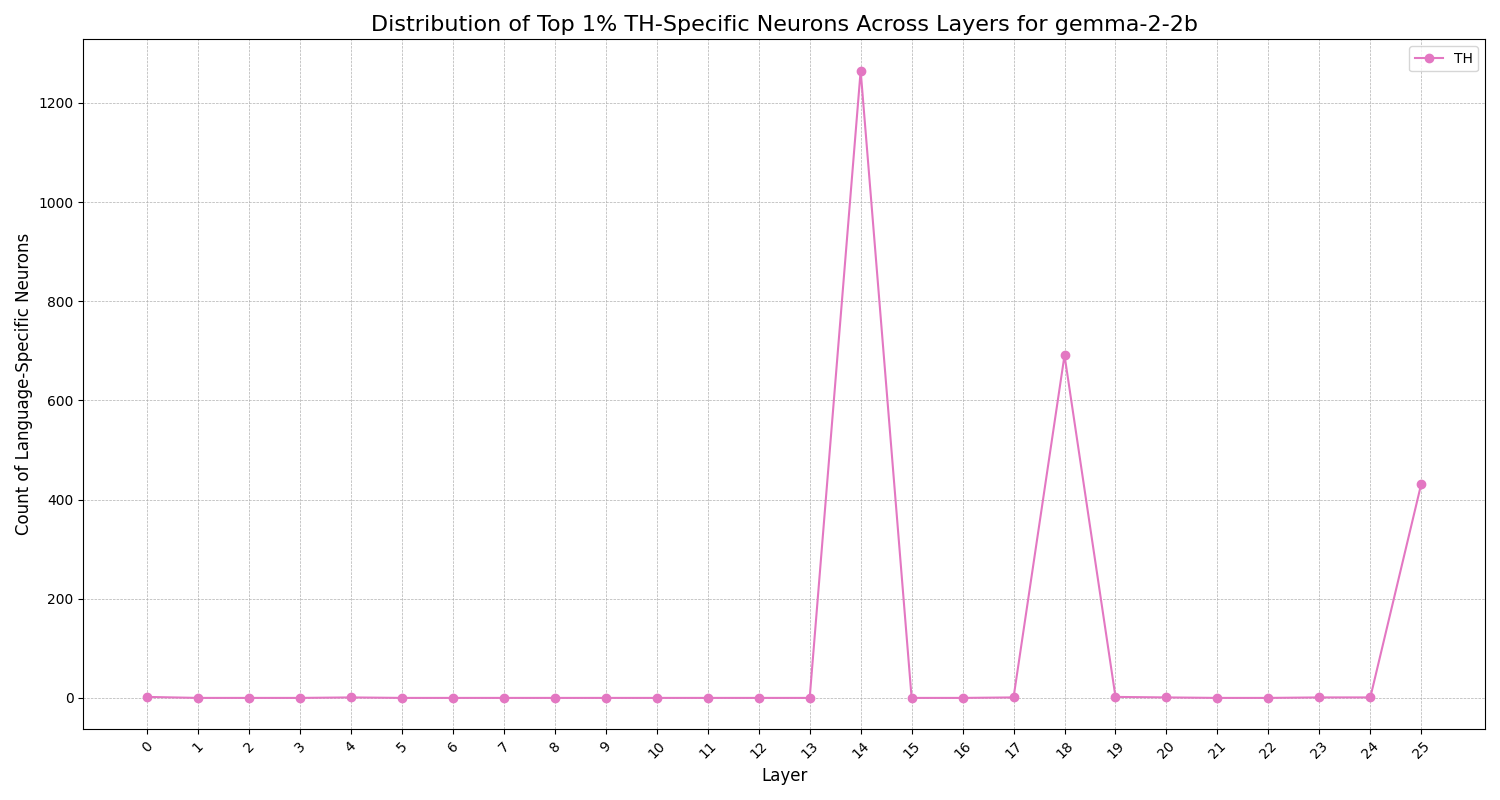 Distribution of Top 1% TH-Specific Neurons Across Layers for gemma-2-2b
TH
Count of Language-Specific Neurons
1200
1000
800
600
400
200
0
0 1 2 3 4 5 6 7 8 9 10 11 12 13 14 15 16 17 18 19 20 21 22 23 24 25
Layer